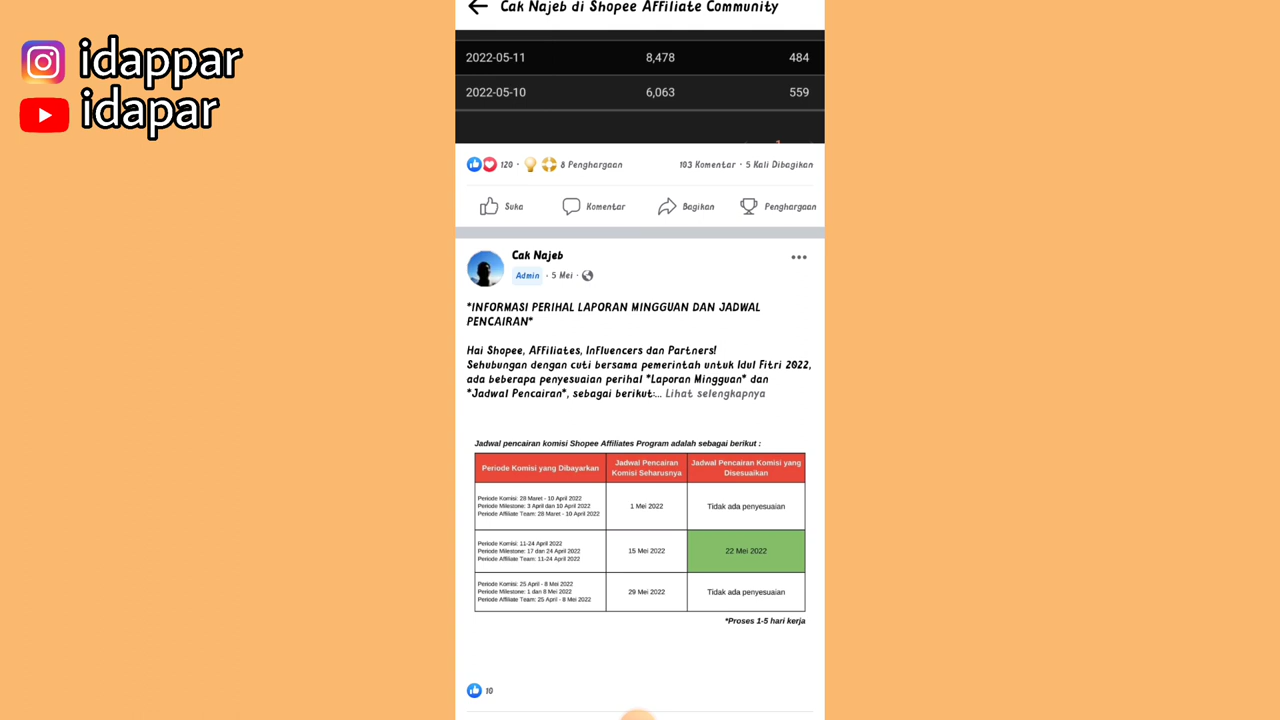 idappar
idapar
Cak Najeb di Shopee Affiliate Community
2022-05-11 8,478 484
2022-05-10 6,063 559
120 · 8 Penghargaan 103 Komentar · 5 Kali Dibagikan
Suka Komentar Bagikan Penghargaan
Cak Najeb
Admin · 5 Mei ·
*INFORMASI PERIHAL LAPORAN MINGGUAN DAN JADWAL
PENCAIRAN*
Hai Shopee, Affiliates, Influencers dan Partners!
Sehubungan dengan cuti bersama pemerintah untuk Idul Fitri 2022,
ada beberapa penyesuaian perihal *Laporan Mingguan* dan
*Jadwal Pencairan*, sebagai berikut:... Lihat selengkapnya
Jadwal pencairan komisi Shopee Affiliates Program adalah sebagai berikut :
Periode Komisi yang Dibayarkan
Jadwal Pencairan
Komisi Seharusnya
Jadwal Pencairan Komisi yang
Disesuaikan
Periode Komisi: 28 Maret - 10 April 2022
Periode Milestone: 3 April dan 10 April 2022
Periode Affiliate Team: 28 Maret - 10 April 2022
1 Mei 2022
Tidak ada penyesuaian
Periode Komisi: 11-24 April 2022
Periode Milestone: 17 dan 24 April 2022
Periode Affiliate Team: 11-24 April 2022
15 Mei 2022
22 Mei 2022
Periode Komisi: 25 April - 8 Mei 2022
Periode Milestone: 1 dan 8 Mei 2022
Periode Affiliate Team: 25 April - 8 Mei 2022
29 Mei 2022
Tidak ada penyesuaian
*Proses 1-5 hari kerja
10